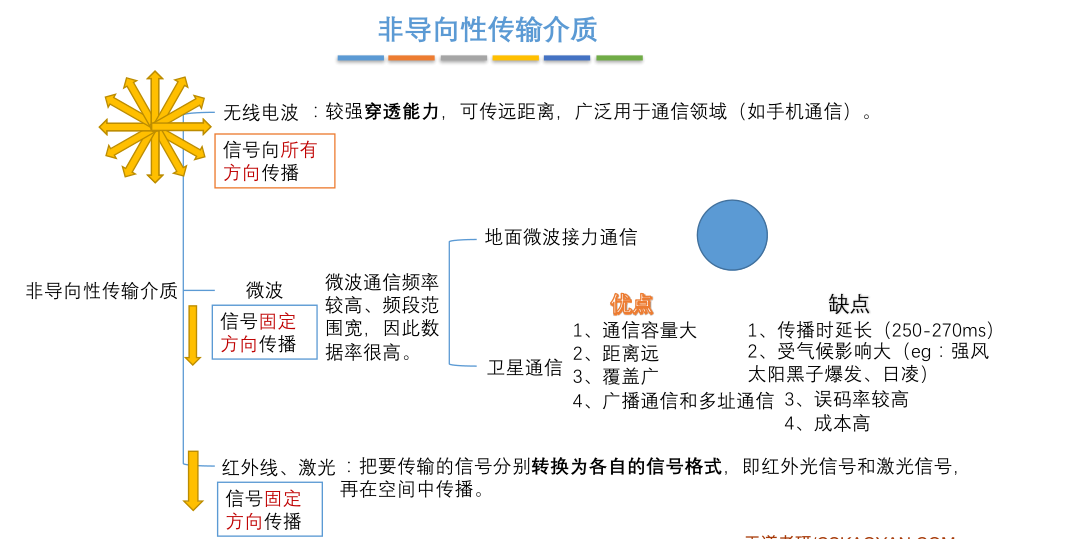 非导向性传输介质
无线电波：较强穿透能力，可传远距离，广泛用于通信领域（如手机通信）。
信号向所有
方向传播
非导向性传输介质
微波
信号固定
方向传播
微波通信频率
较高、频段范
围宽，因此数
据率很高。
地面微波接力通信
卫星通信
优点
1、通信容量大
2、距离远
3、覆盖广
4、广播通信和多址通信
缺点
1、传播时延长（250-270ms）
2、受气候影响大（eg：强风
太阳黑子爆发、日凌）
3、误码率较高
4、成本高
红外线、激光：把要传输的信号分别转换为各自的信号格式，即红外光信号和激光信号，
再在空间中传播。
信号固定
方向传播